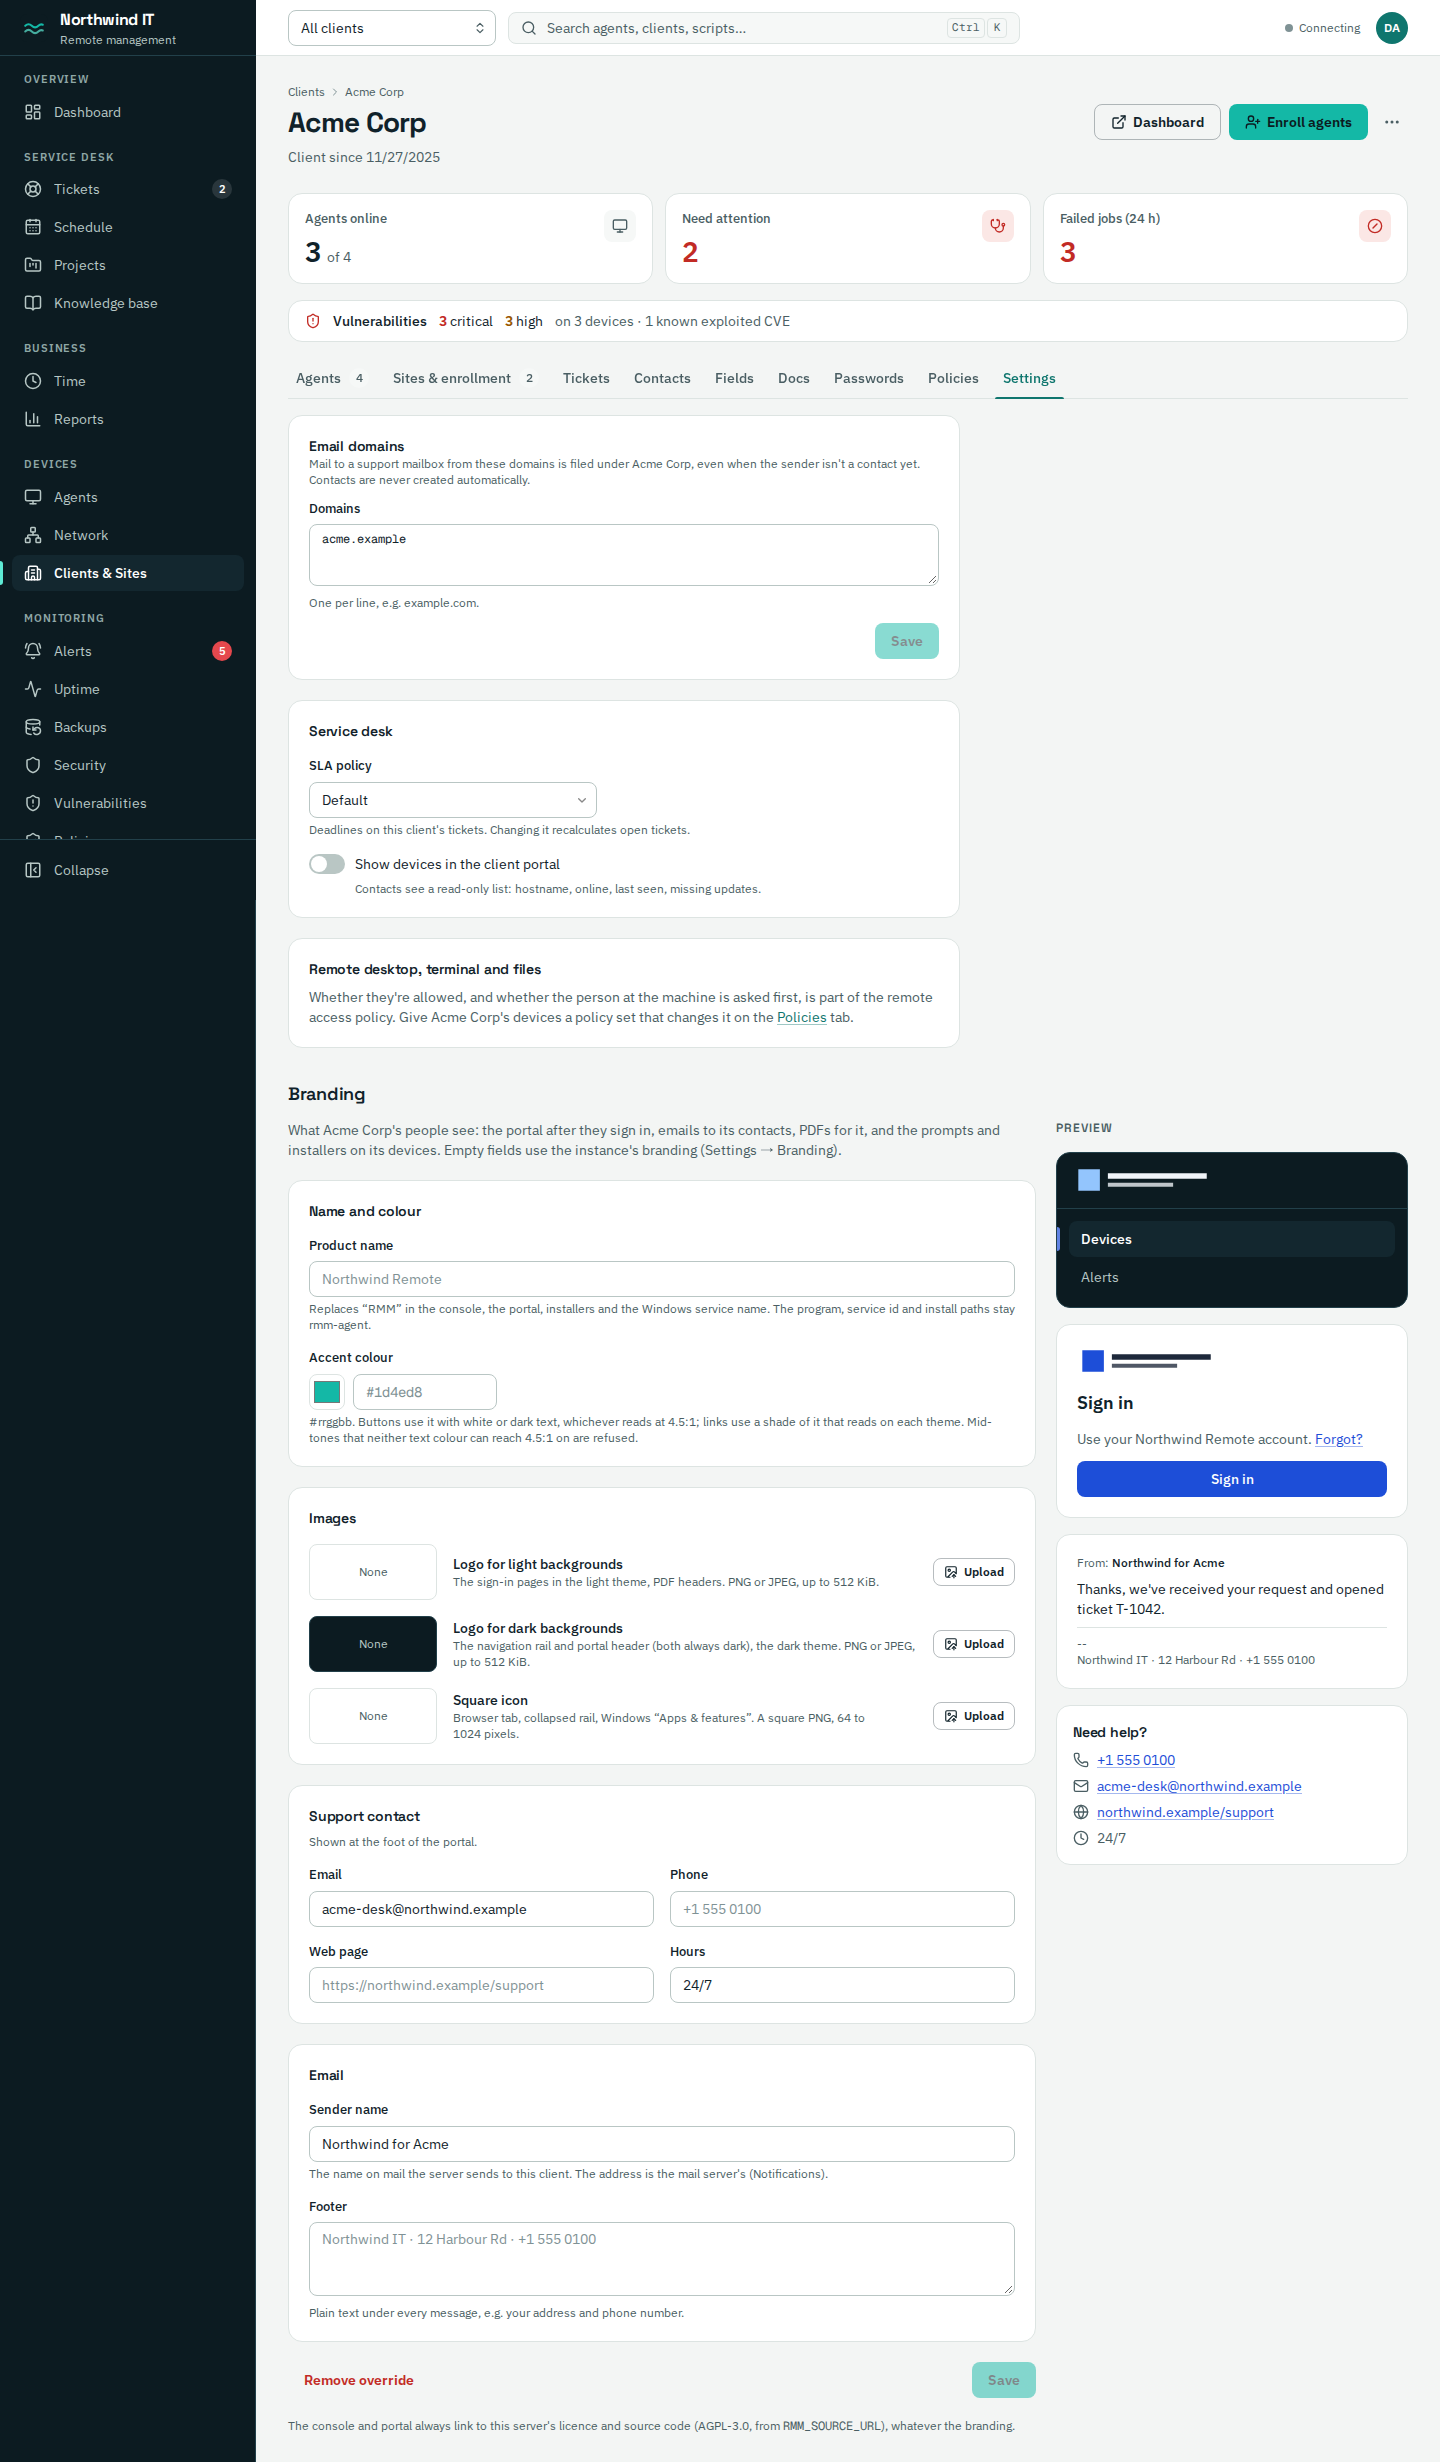 Northwind IT
Remote management
All clients
Search agents, clients, scripts...
Ctrl K
Connecting
DA
OVERVIEW
Dashboard
SERVICE DESK
Tickets 2
Schedule
Projects
Knowledge base
BUSINESS
Time
Reports
DEVICES
Agents
Network
Clients & Sites
MONITORING
Alerts 5
Uptime
Backups
Security
Vulnerabilities
Collapse
Clients > Acme Corp
Acme Corp
Client since 11/27/2025
Dashboard
Enroll agents
Agents online
3 of 4
Need attention
2
Failed jobs (24 h)
3
Vulnerabilities 3 critical 3 high on 3 devices · 1 known exploited CVE
Agents 4 Sites & enrollment 2 Tickets Contacts Fields Docs Passwords Policies Settings
Email domains
Mail to a support mailbox from these domains is filed under Acme Corp, even when the sender isn't a contact yet.
Contacts are never created automatically.
Domains
acme.example
One per line, e.g. example.com.
Save
Service desk
SLA policy
Default
Deadlines on this client's tickets. Changing it recalculates open tickets.
Show devices in the client portal
Contacts see a read-only list: hostname, online, last seen, missing updates.
Remote desktop, terminal and files
Whether they're allowed, and whether the person at the machine is asked first, is part of the remote
access policy. Give Acme Corp's devices a policy set that changes it on the Policies tab.
Branding
What Acme Corp's people see: the portal after they sign in, emails to its contacts, PDFs for it, and the prompts and
installers on its devices. Empty fields use the instance's branding (Settings → Branding).
Name and colour
Product name
Northwind Remote
Replaces “RMM” in the console, the portal, installers and the Windows service name. The program, service id and install paths stay
rmm-agent.
Accent colour
#1d4ed8
#rrggbb. Buttons use it with white or dark text, whichever reads at 4.5:1; links use a shade of it that reads on each theme. Mid-
tones that neither text colour can reach 4.5:1 on are refused.
Images
None
Logo for light backgrounds
The sign-in pages in the light theme, PDF headers. PNG or JPEG, up to 512 KiB.
Upload
None
Logo for dark backgrounds
The navigation rail and portal header (both always dark), the dark theme. PNG or JPEG,
up to 512 KiB.
Upload
None
Square icon
Browser tab, collapsed rail, Windows “Apps & features”. A square PNG, 64 to
1024 pixels.
Upload
Support contact
Shown at the foot of the portal.
Email
acme-desk@northwind.example
Phone
+1 555 0100
Web page
https://northwind.example/support
Hours
24/7
Email
Sender name
Northwind for Acme
The name on mail the server sends to this client. The address is the mail server's (Notifications).
Footer
Northwind IT · 12 Harbour Rd · +1 555 0100
Plain text under every message, e.g. your address and phone number.
Remove override
Save
The console and portal always link to this server's licence and source code (AGPL-3.0, from RMM_SOURCE_URL), whatever the branding.
PREVIEW
Devices
Alerts
Sign in
Use your Northwind Remote account. Forgot?
Sign in
From: Northwind for Acme
Thanks, we've received your request and opened
ticket T-1042.
--
Northwind IT · 12 Harbour Rd · +1 555 0100
Need help?
+1 555 0100
acme-desk@northwind.example
northwind.example/support
24/7